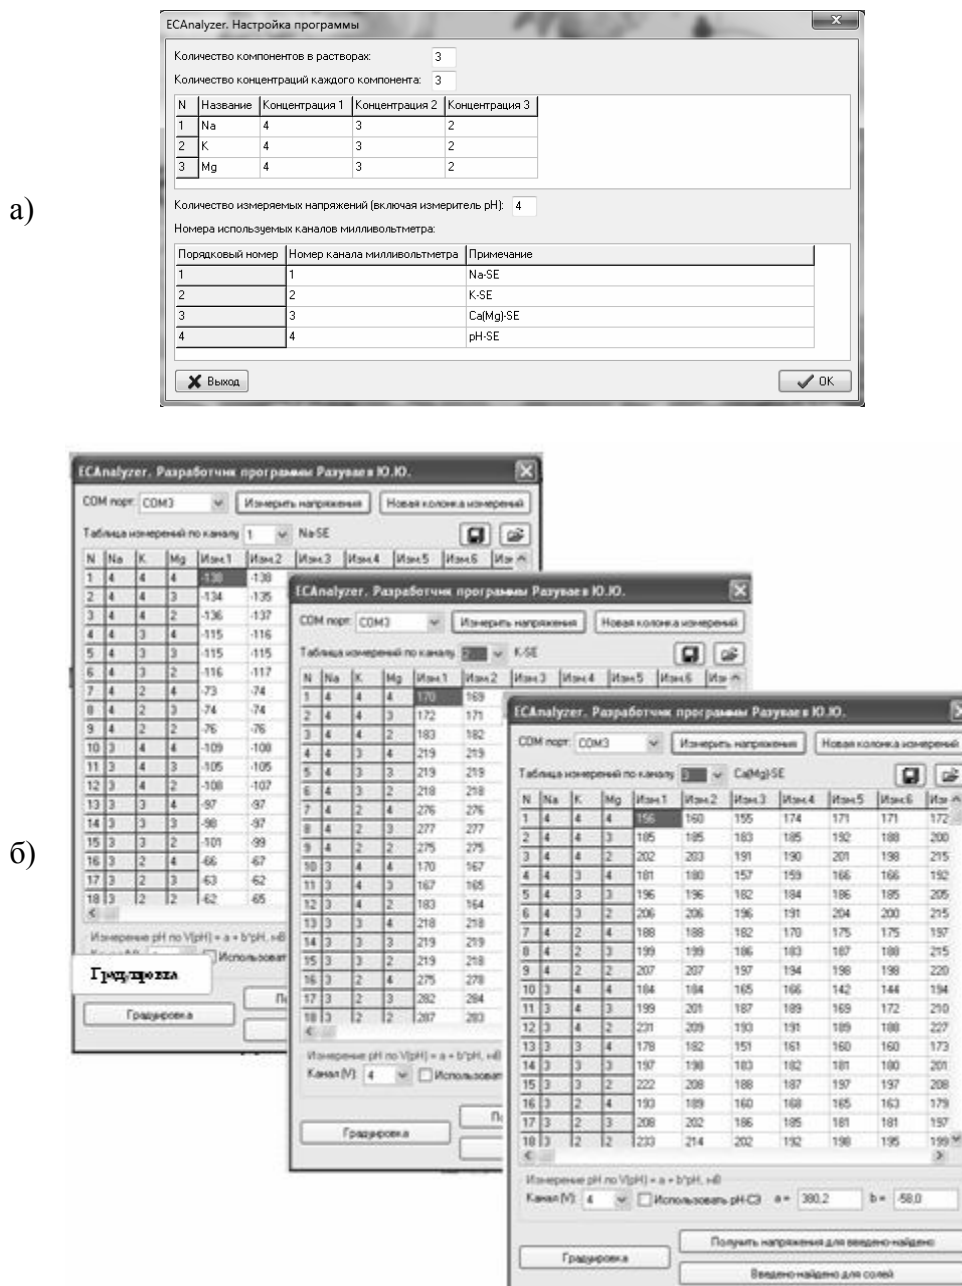 а)
ECAnalyzer. Настройка программы
Количество компонентов в растворах: 3
Количество концентраций каждого компонента: 3
N Название Концентрация 1 Концентрация 2 Концентрация 3
1 Na 4 3 2
2 K 4 3 2
3 Mg 4 3 2
Количество измеряемых напряжений (включая измеритель pH): 4
Номера используемых каналов милливольтметра:
Порядковый номер Номер канала милливольтметра Примечание
1 1 Na-SE
2 2 K-SE
3 3 Ca(Mg)-SE
4 4 pH-SE
Выход OK
б)
ECAnalyzer. Разработчик программы Разуваев Ю.Ю.
COM порт: COM3 Измерить напряжения Новая колонка измерений
Таблица измерений по каналу 1 Na-SE
N Na K Mg Изм.1 Изм.2 Изм.3 Изм.4 Изм.5 Изм.6
1 4 4 4 -138 -138
2 4 4 3 -134 -135
3 4 4 2 -136 -137
4 4 3 4 -115 -116
5 4 3 3 -115 -115
6 4 3 2 -116 -117
7 4 2 4 -73 -74
8 4 2 3 -74 -74
9 4 2 2 -76 -76
10 3 4 4 -109 -108
11 3 4 3 -105 -105
12 3 4 2 -108 -107
13 3 3 4 -97 -97
14 3 3 3 -98 -97
15 3 3 2 -101 -99
16 3 2 4 -66 -67
17 3 2 3 -63 -62
18 3 2 2 -62 -65
Измерение pH по V(pH) = a + b*pH, мВ
Использоват
Градуировка
Градуировка
ECAnalyzer. Разработчик программы Разуваев Ю.Ю.
COM порт: COM3 Измерить напряжения Новая колонка измерений
Таблица измерений по каналу 2 K-SE
N Na K Mg Изм.1 Изм.2 Изм.3 Изм.4 Изм.5 Изм.6
1 4 4 4 170 169
2 4 4 3 172 171
3 4 4 2 183 182
4 4 3 4 219 219
5 4 3 3 219 219
6 4 3 2 218 218
7 4 2 4 276 276
8 4 2 3 277 277
9 4 2 2 275 275
10 3 4 4 170 167
11 3 4 3 167 165
12 3 4 2 183 164
13 3 3 4 218 218
14 3 3 3 219 219
15 3 3 2 219 218
16 3 2 4 275 278
17 3 2 3 282 284
18 3 2 2 287 283
Измерение pH по V(pH) = a + b*pH, мВ
Канал (V): 4 Использоват
Градуировка
ECAnalyzer. Разработчик программы Разуваев Ю.Ю.
COM порт: COM3 Измерить напряжения Новая колонка измерений
Таблица измерений по каналу 3 Ca(Mg)-SE
N Na K Mg Изм.1 Изм.2 Изм.3 Изм.4 Изм.5 Изм.6
1 4 4 4 156 160 155 174 171 171 172
2 4 4 3 185 185 183 185 192 188 200
3 4 4 2 202 203 191 190 201 198 215
4 4 3 4 181 180 157 159 166 166 192
5 4 3 3 196 196 182 184 186 185 205
6 4 3 2 206 206 196 191 204 200 215
7 4 2 4 188 188 182 170 175 175 197
8 4 2 3 199 199 186 183 187 188 215
9 4 2 2 207 207 197 194 198 198 220
10 3 4 4 184 184 165 166 142 144 194
11 3 4 3 199 201 187 189 169 172 210
12 3 4 2 231 209 193 191 189 188 227
13 3 3 4 178 182 151 161 160 160 173
14 3 3 3 197 198 183 182 181 180 201
15 3 3 2 222 208 188 187 197 197 208
16 3 2 4 193 189 160 168 165 163 179
17 3 2 3 208 202 186 185 181 181 197
18 3 2 2 233 214 202 192 198 195 199
Измерение pH по V(pH) = a + b*pH, мВ
Канал (V): 4 Использовать pH-СЭ a = 380,2 b = -58,0
Получить напряжения для введено-найдено
Градуировка
Введено-найдено для солей